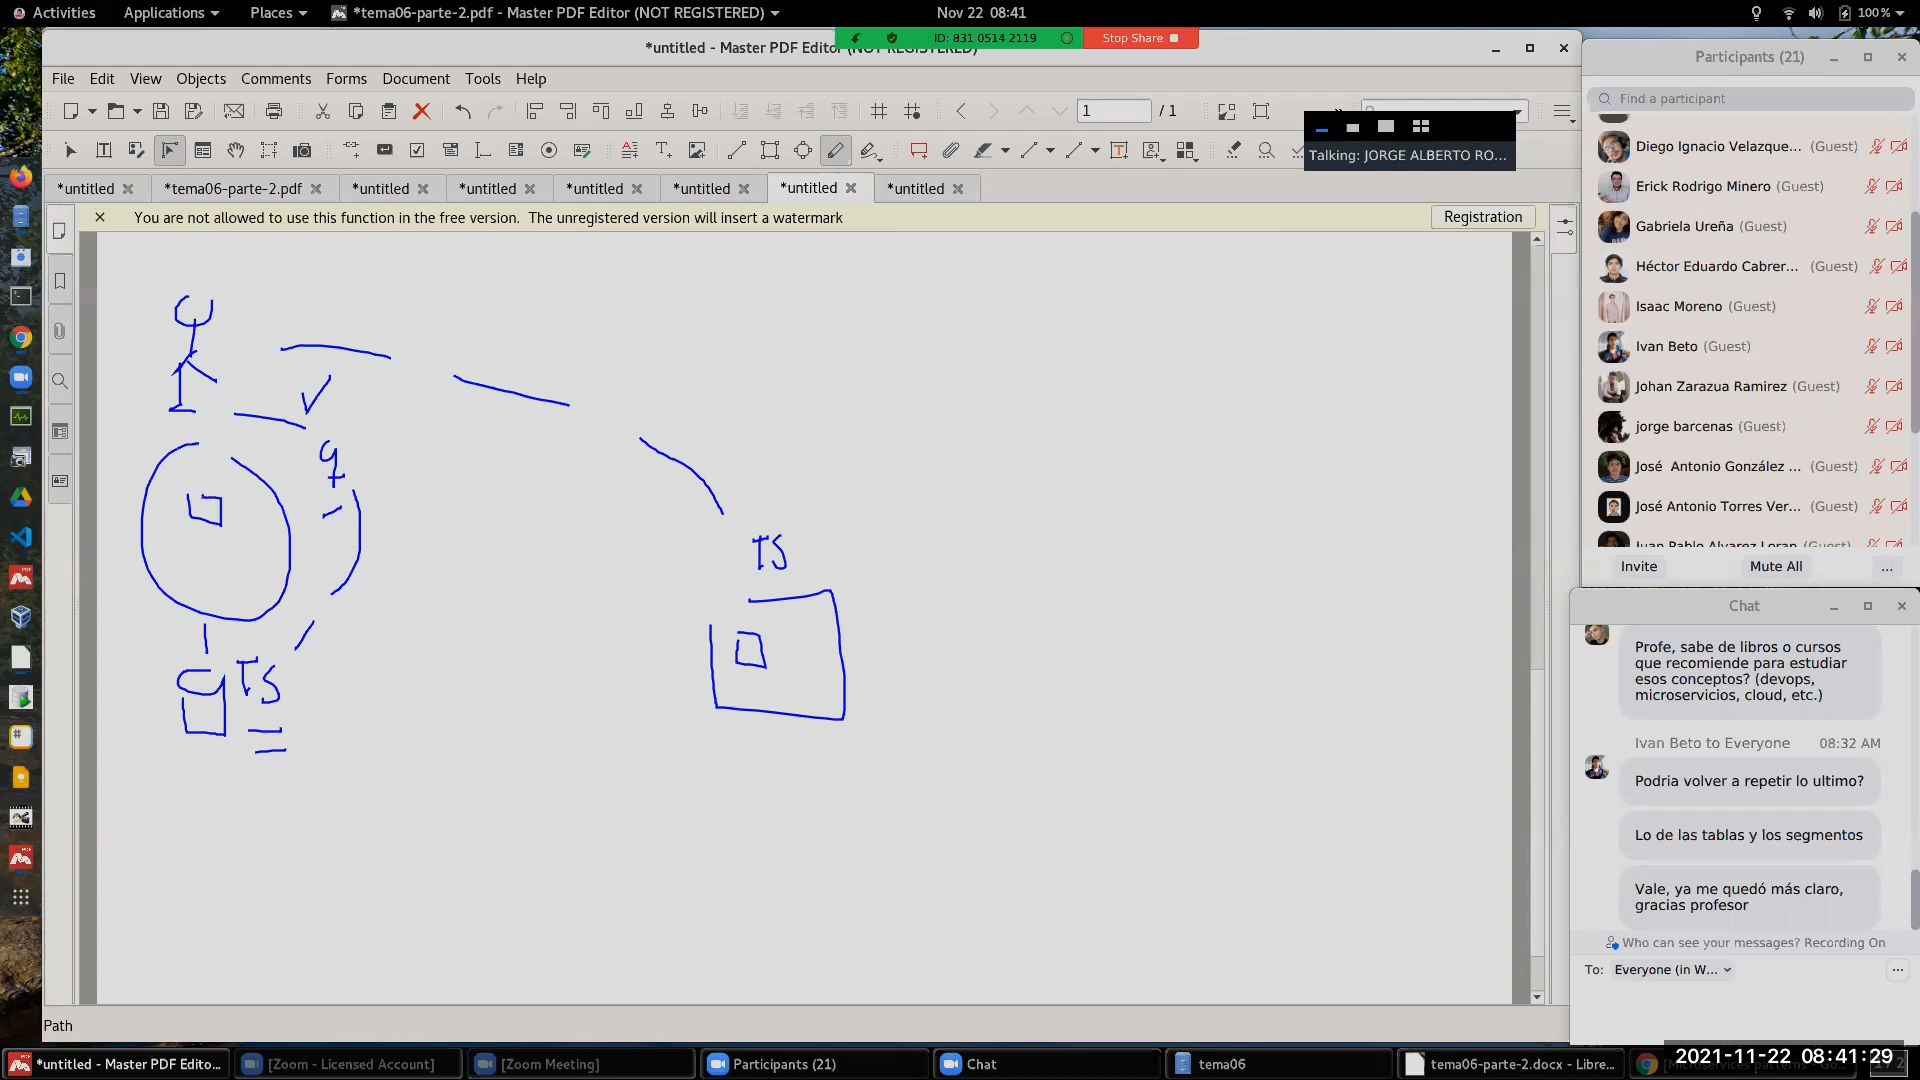 Activities
Applications
Places
*tema06-parte-2.pdf - Master PDF Editor (NOT REGISTERED)
Nov 22 08:41
100%
*untitled - Master PDF Editor (NOT REGISTERED)
ID: 831 0514 2119
Stop Share
File Edit View Objects Comments Forms Document Tools Help
1 / 1
Talking: JORGE ALBERTO RO...
*untitled
*tema06-parte-2.pdf
*untitled
*untitled
*untitled
*untitled
*untitled
*untitled
You are not allowed to use this function in the free version. The unregistered version will insert a watermark
Registration
TS
TS
Path
Participants (21)
Find a participant
Diego Ignacio Velazque... (Guest)
Erick Rodrigo Minero (Guest)
Gabriela Ureña (Guest)
Héctor Eduardo Cabrer... (Guest)
Isaac Moreno (Guest)
Ivan Beto (Guest)
Johan Zarazua Ramirez (Guest)
jorge barcenas (Guest)
José Antonio González ... (Guest)
José Antonio Torres Ver... (Guest)
Invite
Mute All
...
Chat
Profe, sabe de libros o cursos
que recomiende para estudiar
esos conceptos? (devops,
microservicios, cloud, etc.)
Ivan Beto to Everyone 08:32 AM
Podria volver a repetir lo ultimo?
Lo de las tablas y los segmentos
Vale, ya me quedó más claro,
gracias profesor
Who can see your messages? Recording On
To: Everyone (in W...
*untitled - Master PDF Edito...
[Zoom - Licensed Account]
[Zoom Meeting]
Participants (21)
Chat
tema06
tema06-parte-2.docx - Libre...
2021-11-22 08:41:29